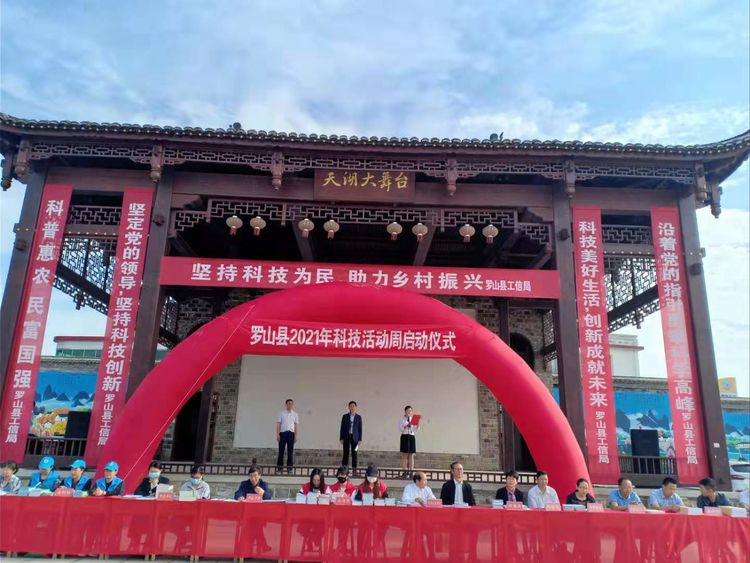 天湖大舞台
坚持科技为民 助力乡村振兴 罗山县工信局
罗山县2021年科技活动周启动仪式
科普惠农 民富国强 罗山县工信局
坚定党的领导,坚持科技创新 罗山县工信局
科技美好生活,创新成就未来 罗山县工信局
沿着党的指引 学高峰 罗山县工信局